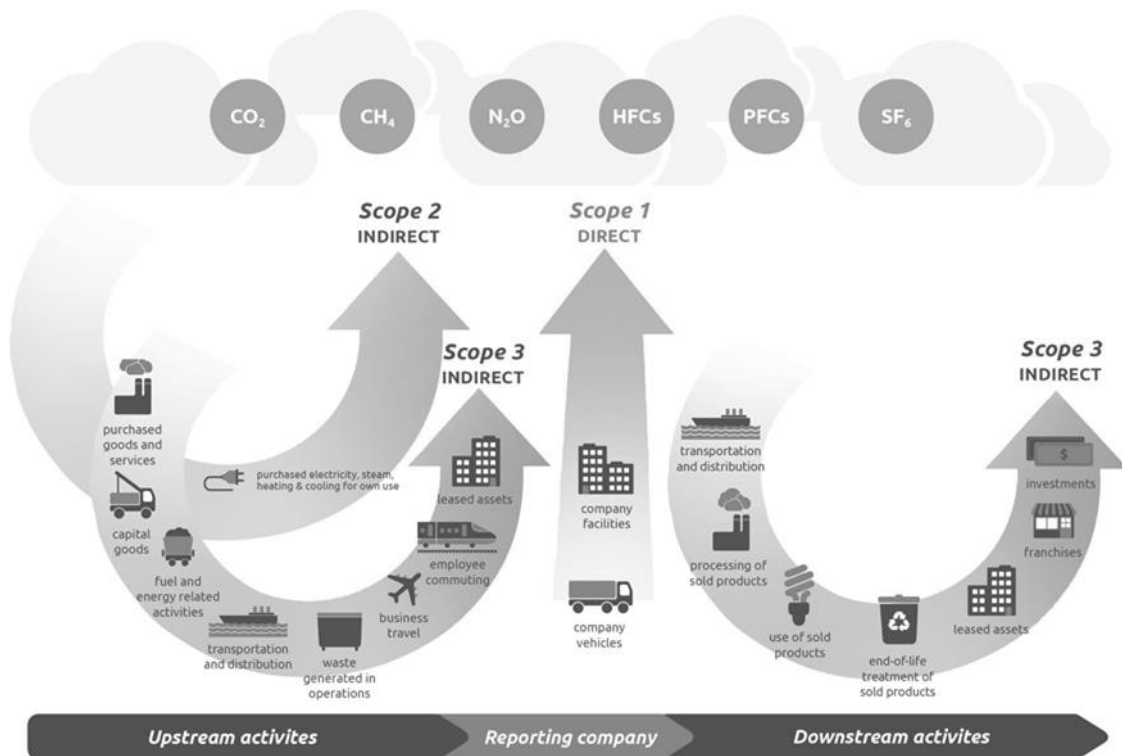 CO₂
CH₄
N₂O
HFCs
PFCs
SF₆
Scope 2
INDIRECT
Scope 1
DIRECT
Scope 3
INDIRECT
Scope 3
INDIRECT
purchased
goods and
services
capital
goods
fuel and
energy related
activities
transportation
and distribution
waste
generated in
operations
business
travel
employee
commuting
leased assets
purchased electricity, steam,
heating & cooling for own use
company
facilities
company
vehicles
transportation
and distribution
processing of
sold products
use of sold
products
end-of-life
treatment of
sold products
leased assets
franchises
$
investments
Upstream activites
Reporting company
Downstream activites